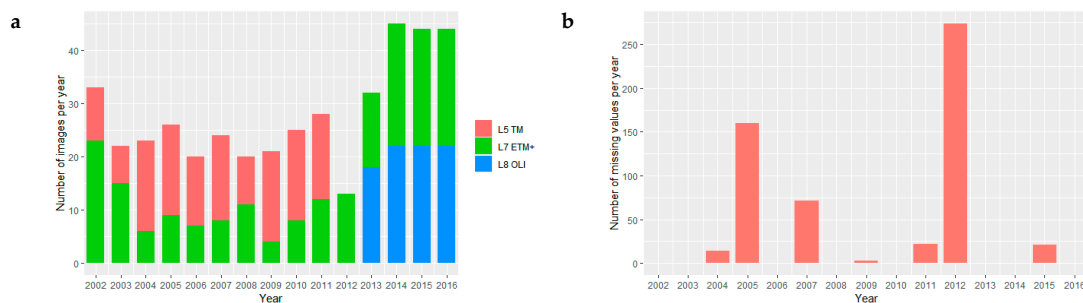 a
Number of images per year
40
30
20
10
0
2002 2003 2004 2005 2006 2007 2008 2009 2010 2011 2012 2013 2014 2015 2016
Year
L5 TM
L7 ETM+
L8 OLI
b
Number of missing values per year
250
200
150
100
50
0
2002 2003 2004 2005 2006 2007 2008 2009 2010 2011 2012 2013 2014 2015 2016
Year